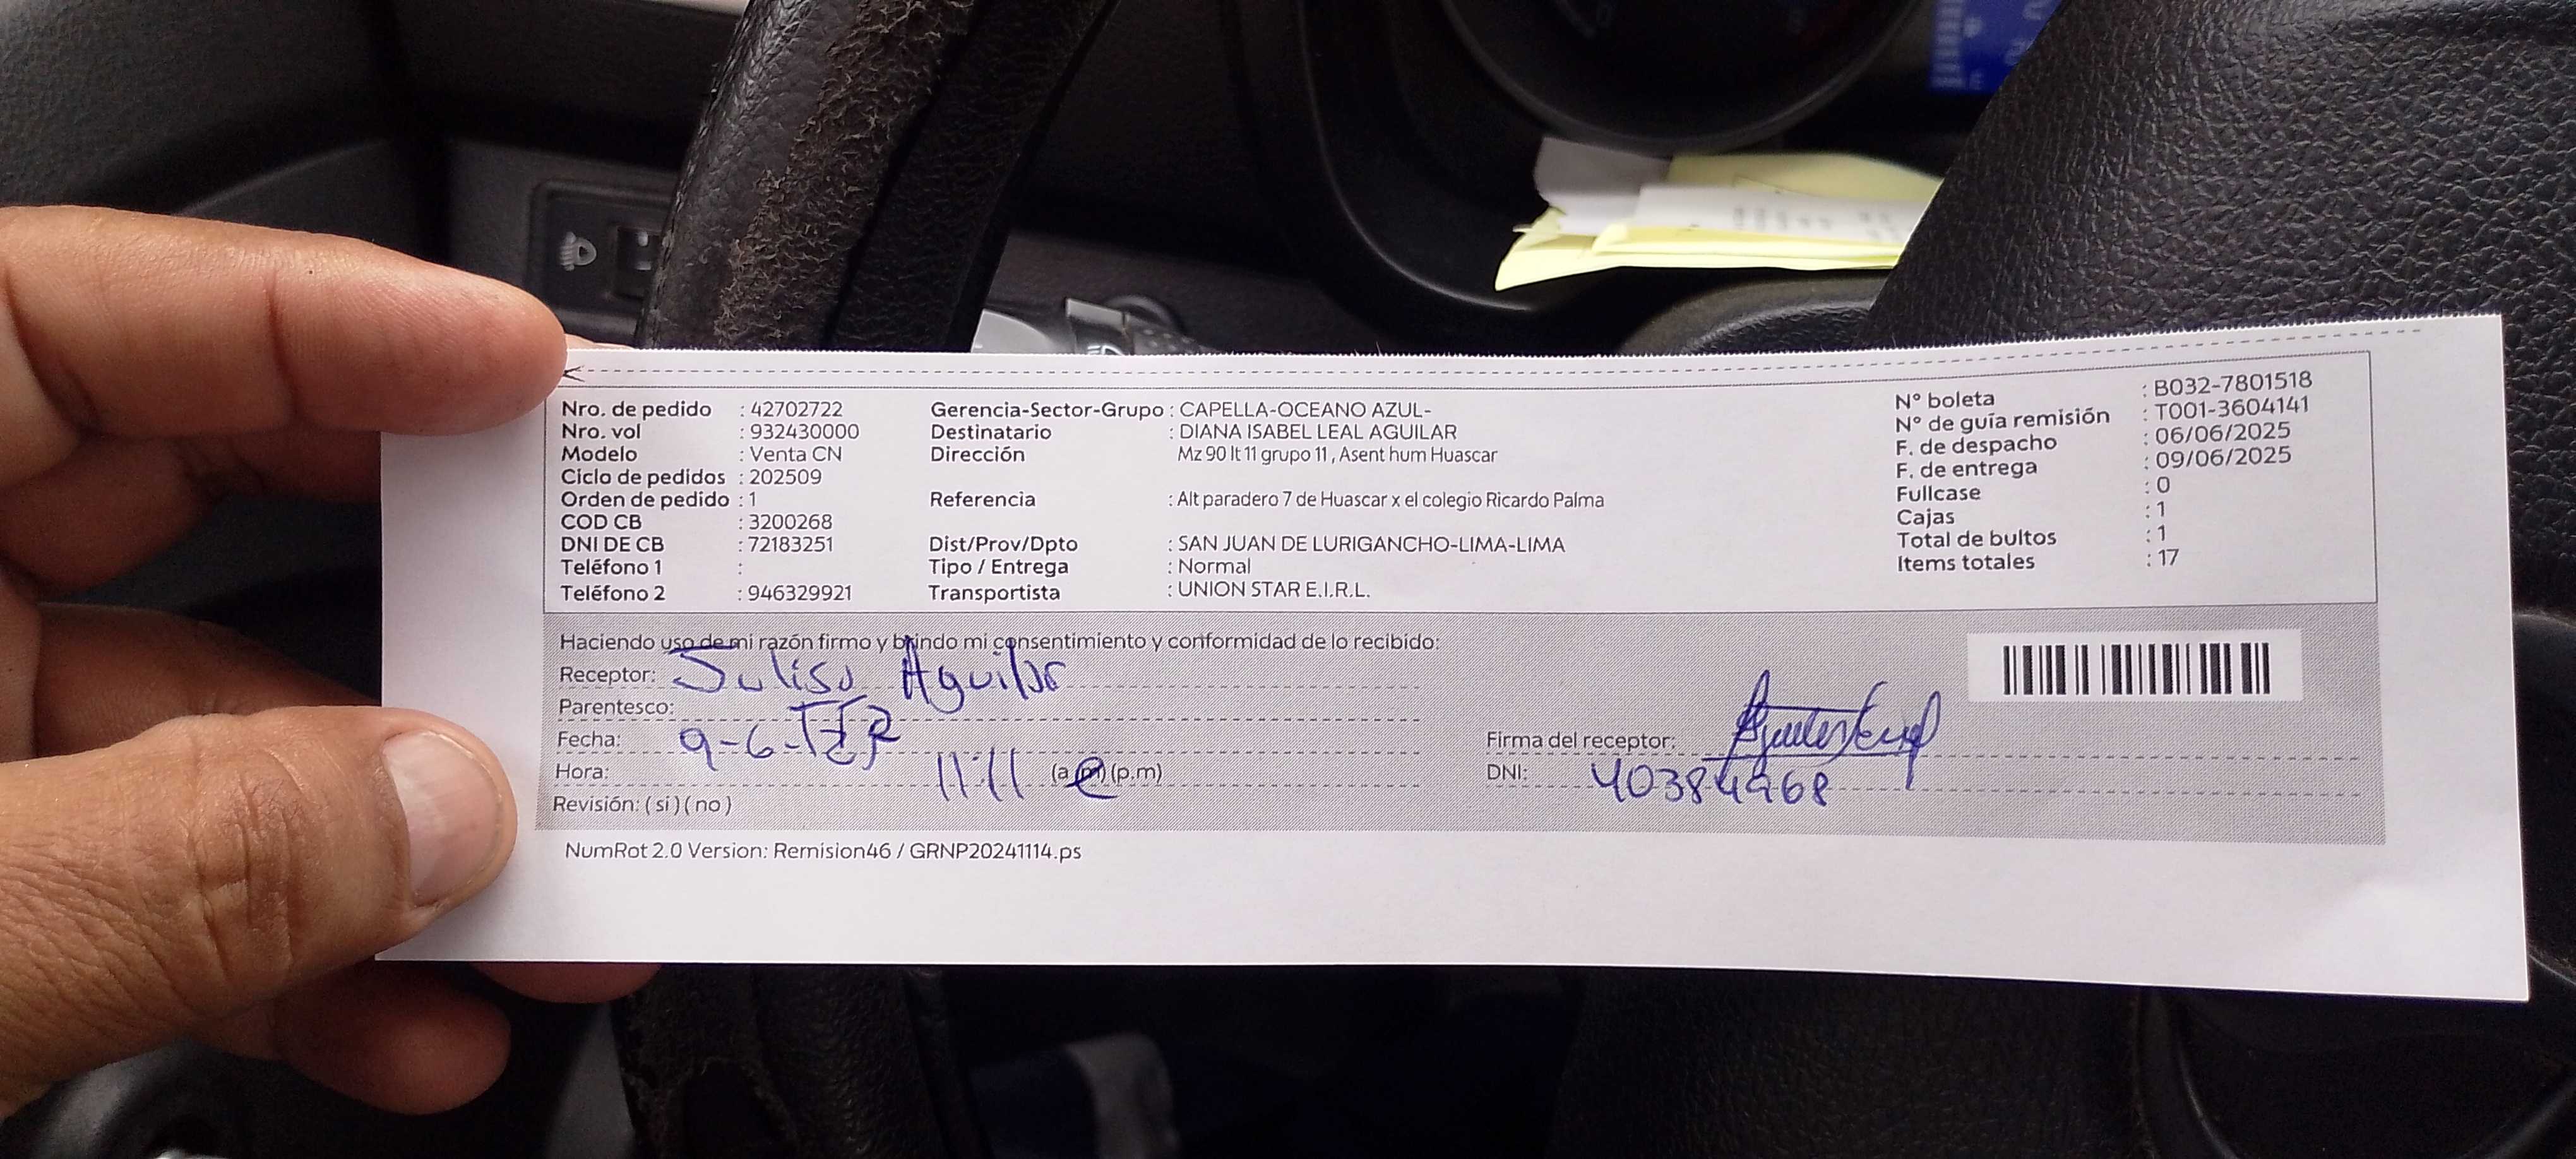 Nro. de pedido : 42702722
Nro. vol : 932430000
Modelo : Venta CN
Ciclo de pedidos : 202509
Orden de pedido : 1
COD CB : 3200268
DNI DE CB : 72183251
Teléfono 1 :
Teléfono 2 : 946329921
Gerencia-Sector-Grupo : CAPELLA-OCEANO AZUL-
Destinatario : DIANA ISABEL LEAL AGUILAR
Dirección Mz 90 lt 11 grupo 11 , Asent hum Huascar
Referencia : Alt paradero 7 de Huascar x el colegio Ricardo Palma
Dist/Prov/Dpto : SAN JUAN DE LURIGANCHO-LIMA-LIMA
Tipo / Entrega : Normal
Transportista : UNION STAR E.I.R.L.
N° boleta : B032-7801518
N° de guía remisión : T001-3604141
F. de despacho : 06/06/2025
F. de entrega : 09/06/2025
Fullcase : 0
Cajas : 1
Total de bultos : 1
Items totales : 17
Haciendo uso de mi razón firmo y brindo mi consentimiento y conformidad de lo recibido:
Receptor: Julisa Aguilar
Parentesco:
Fecha: 9-6-
Hora: 11:11 (a.m) (p.m)
Revisión: ( si ) ( no )
Firma del receptor:
DNI: 40384968
NumRot 2.0 Version: Remision46 / GRNP20241114.ps